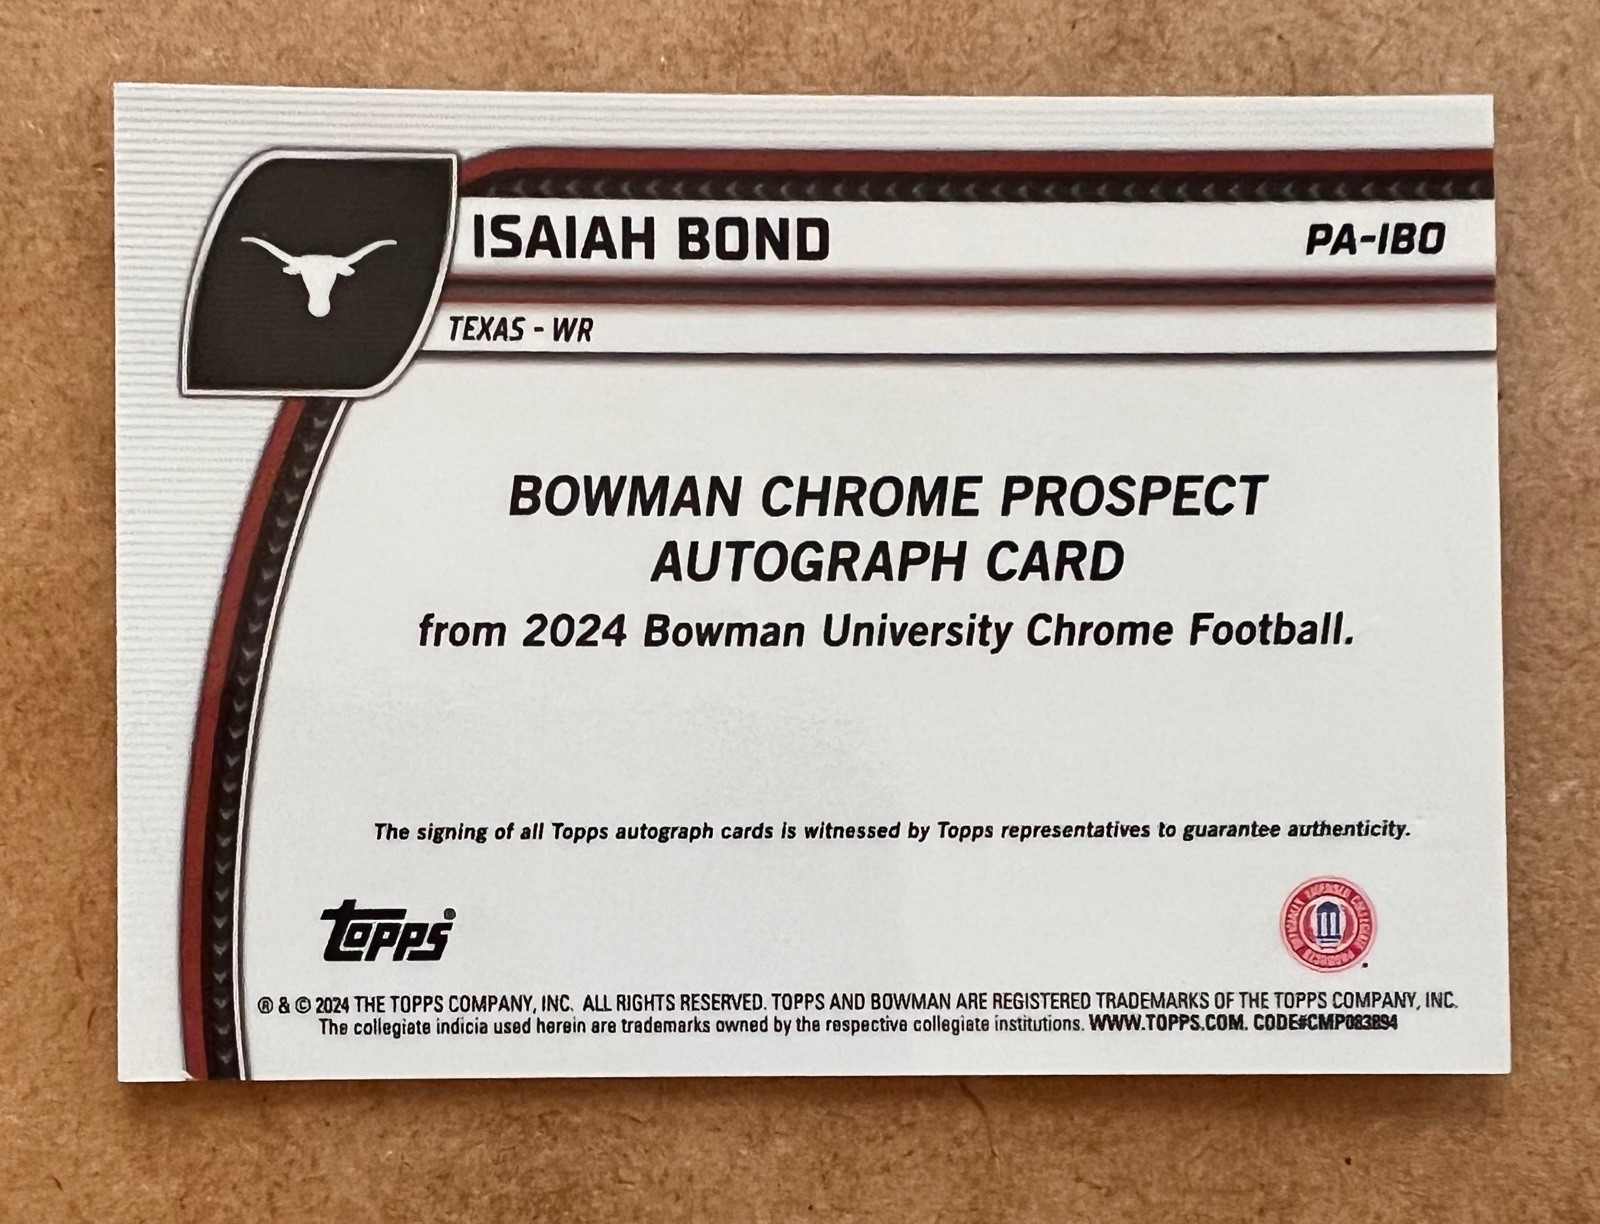 ISAIAH BOND
PA-IBO
TEXAS - WR
BOWMAN CHROME PROSPECT
AUTOGRAPH CARD
from 2024 Bowman University Chrome Football.
The signing of all Topps autograph cards is witnessed by Topps representatives to guarantee authenticity.
Topps®
® & © 2024 THE TOPPS COMPANY, INC. ALL RIGHTS RESERVED. TOPPS AND BOWMAN ARE REGISTERED TRADEMARKS OF THE TOPPS COMPANY, INC.
The collegiate indicia used herein are trademarks owned by the respective collegiate institutions. WWW.TOPPS.COM. CODE#CMP083894